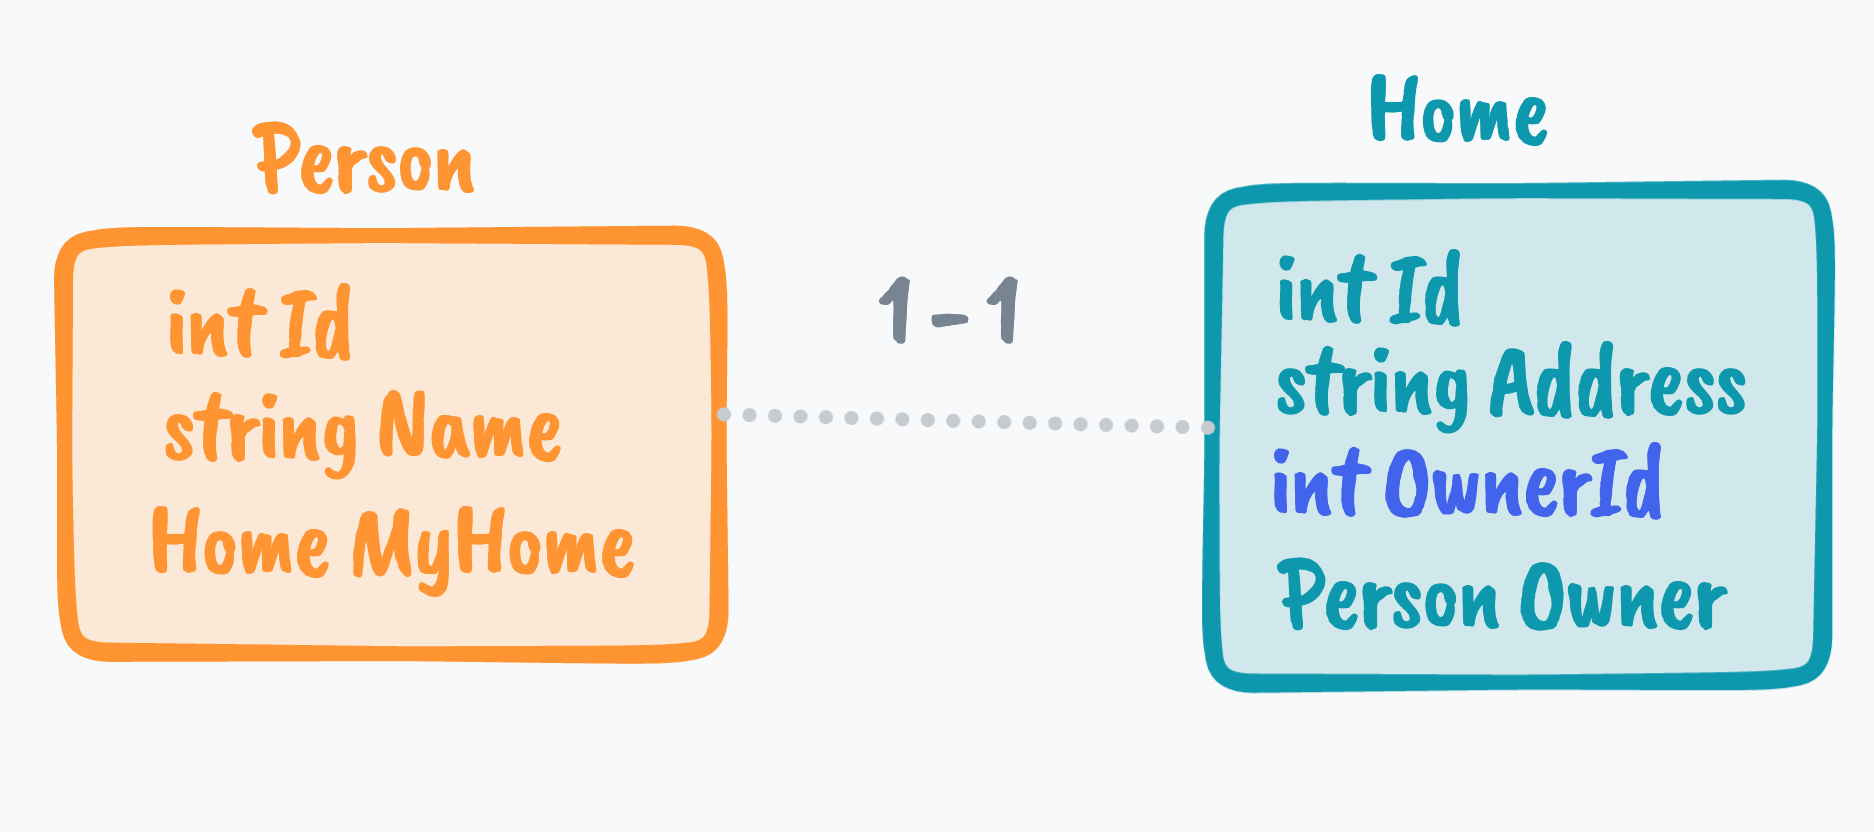 Person
int Id
string Name
Home MyHome
1-1
Home
int Id
string Address
int OwnerId
Person Owner